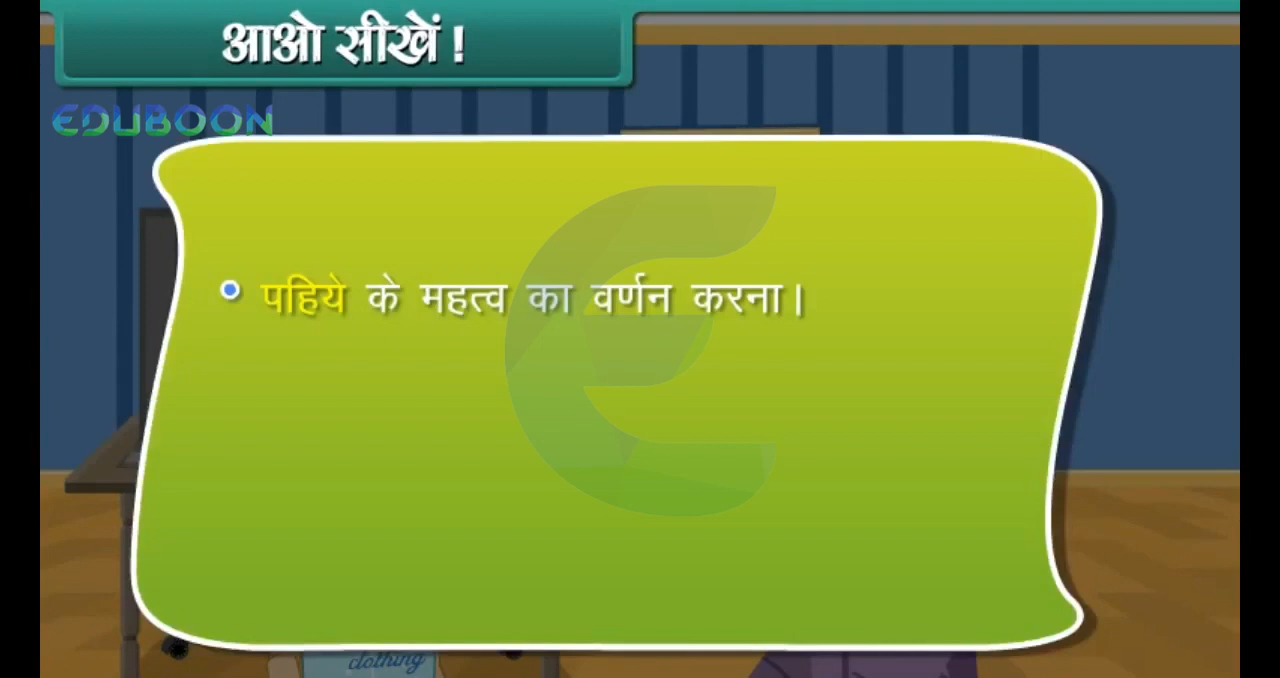 आओ सीखें!
EDUBOON
पहिये के महत्व का वर्णन करना।
clothing